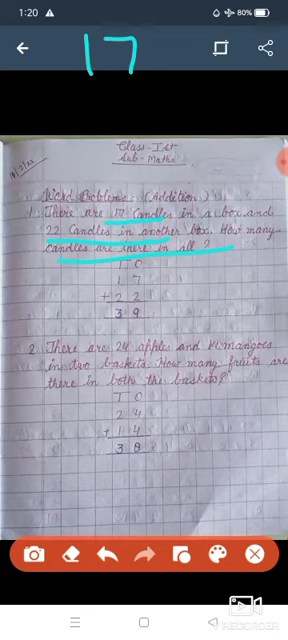 1:20
80%
17
Class-Ist
Sub-Maths
Word Problems (Addition)
1. There are 17 Candles in a box and
22 Candles in another box. How many
candles are there in all?
T O
1 7
+ 2 2
3 9
2. There are 24 apples and 14 mangoes
in two baskets. How many fruits are
there in both the baskets?
T O
2 4
+ 1 4
3 8
RECORDER